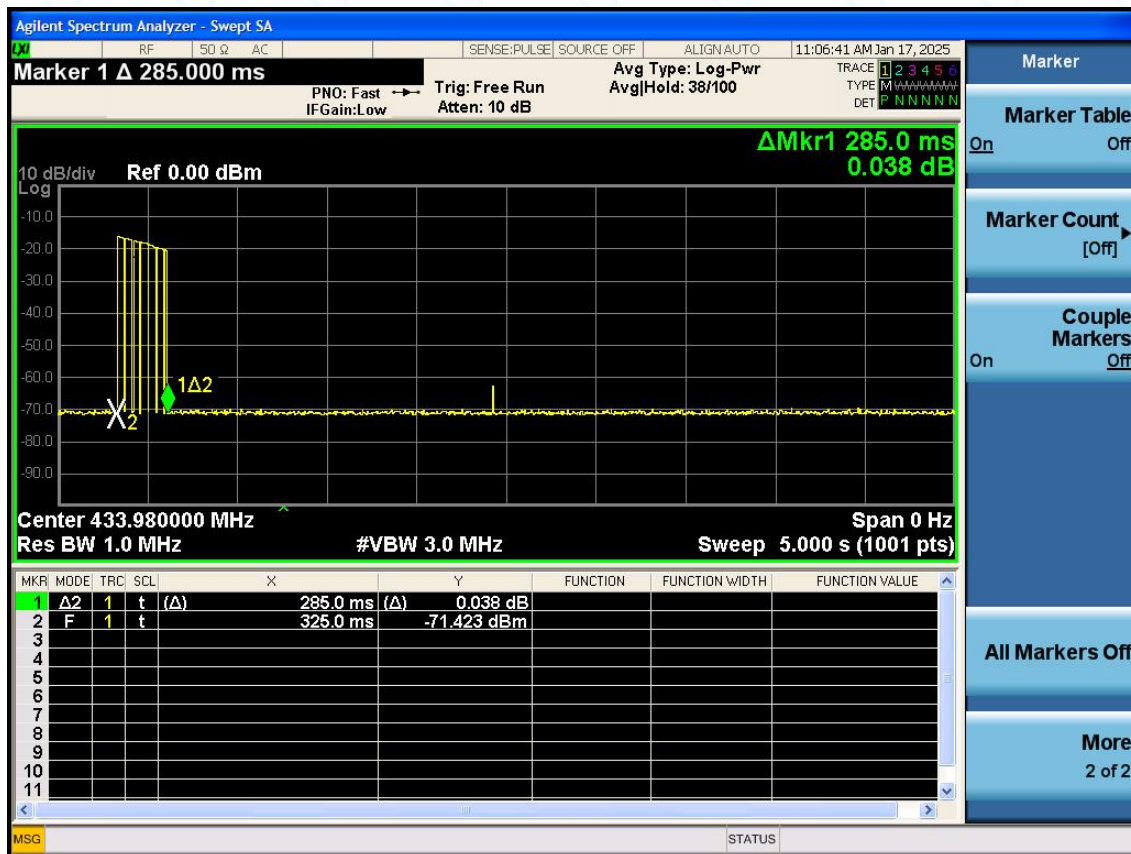 Agilent Spectrum Analyzer - Swept SA
LXI RF 50 Ω AC SENSE:PULSE SOURCE OFF ALIGN AUTO 11:06:41 AM Jan 17, 2025
Marker 1 Δ 285.000 ms
PNO: Fast
IFGain:Low
Trig: Free Run
Atten: 10 dB
Avg Type: Log-Pwr
Avg|Hold: 38/100
TRACE 1 2 3 4 5 6
TYPE M WWWWW
DET P N N N N N
ΔMkr1 285.0 ms
0.038 dB
10 dB/div Ref 0.00 dBm
Log
-10.0
-20.0
-30.0
-40.0
-50.0
-60.0
-70.0
-80.0
-90.0
1Δ2
X2
Center 433.980000 MHz Span 0 Hz
Res BW 1.0 MHz #VBW 3.0 MHz Sweep 5.000 s (1001 pts)
MKR MODE TRC SCL X Y FUNCTION FUNCTION WIDTH FUNCTION VALUE
1 Δ2 1 t (Δ) 285.0 ms (Δ) 0.038 dB
2 F 1 t 325.0 ms -71.423 dBm
3
4
5
6
7
8
9
10
11
MSG STATUS
Marker
Marker Table
On Off
Marker Count
[Off]
Couple
Markers
On Off
All Markers Off
More
2 of 2